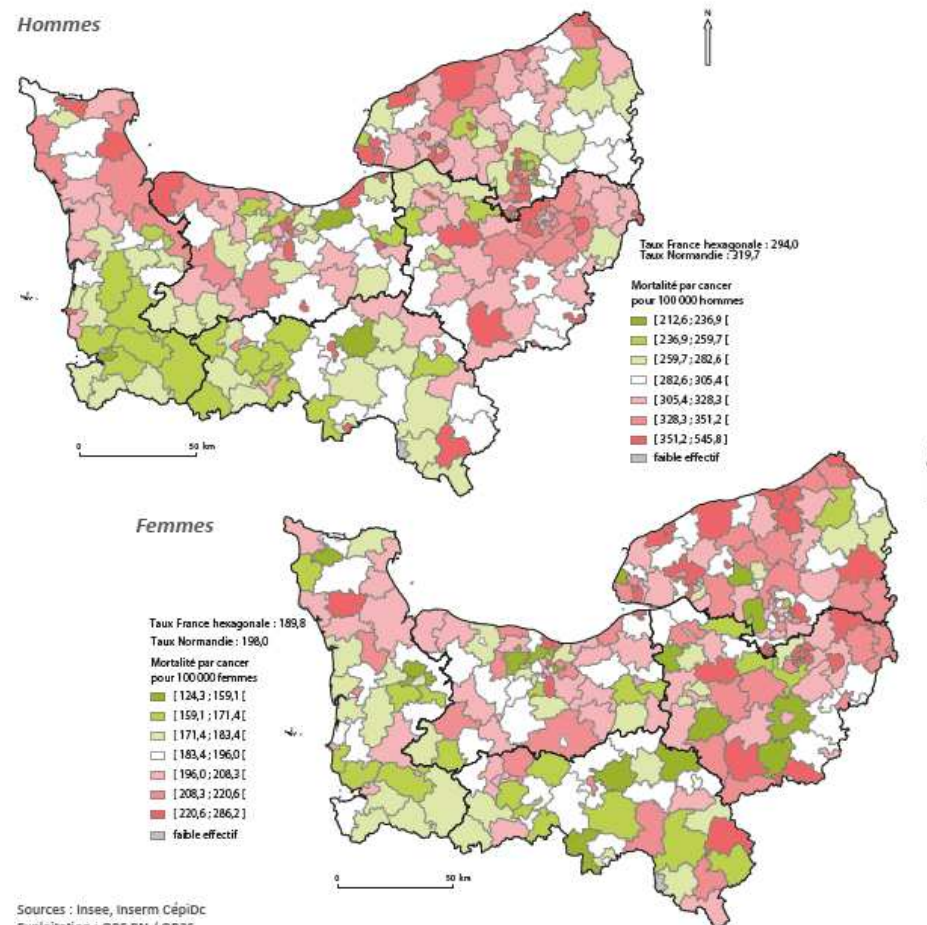 Hommes
N
Taux France hexagonale : 294,0
Taux Normandie : 319,7
Mortalité par cancer
pour 100 000 hommes
[ 212,6 ; 236,9 [
[ 236,9 ; 259,7 [
[ 259,7 ; 282,6 [
[ 282,6 ; 305,4 [
[ 305,4 ; 328,3 [
[ 328,3 ; 351,2 [
[ 351,2 ; 545,8 ]
faible effectif
0 50 km
Femmes
Taux France hexagonale : 189,8
Taux Normandie : 198,0
Mortalité par cancer
pour 100 000 femmes
[ 124,3 ; 159,1 [
[ 159,1 ; 171,4 [
[ 171,4 ; 183,4 [
[ 183,4 ; 196,0 [
[ 196,0 ; 208,3 [
[ 208,3 ; 220,6 [
[ 220,6 ; 286,2 ]
faible effectif
0 50 km
Sources : Insee, Inserm CépiDc